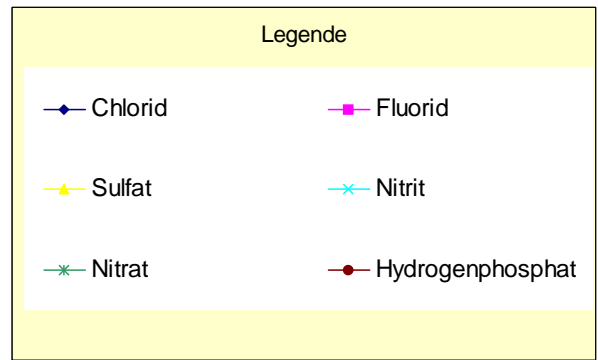 Legende
Chlorid Fluorid
Sulfat Nitrit
Nitrat Hydrogenphosphat